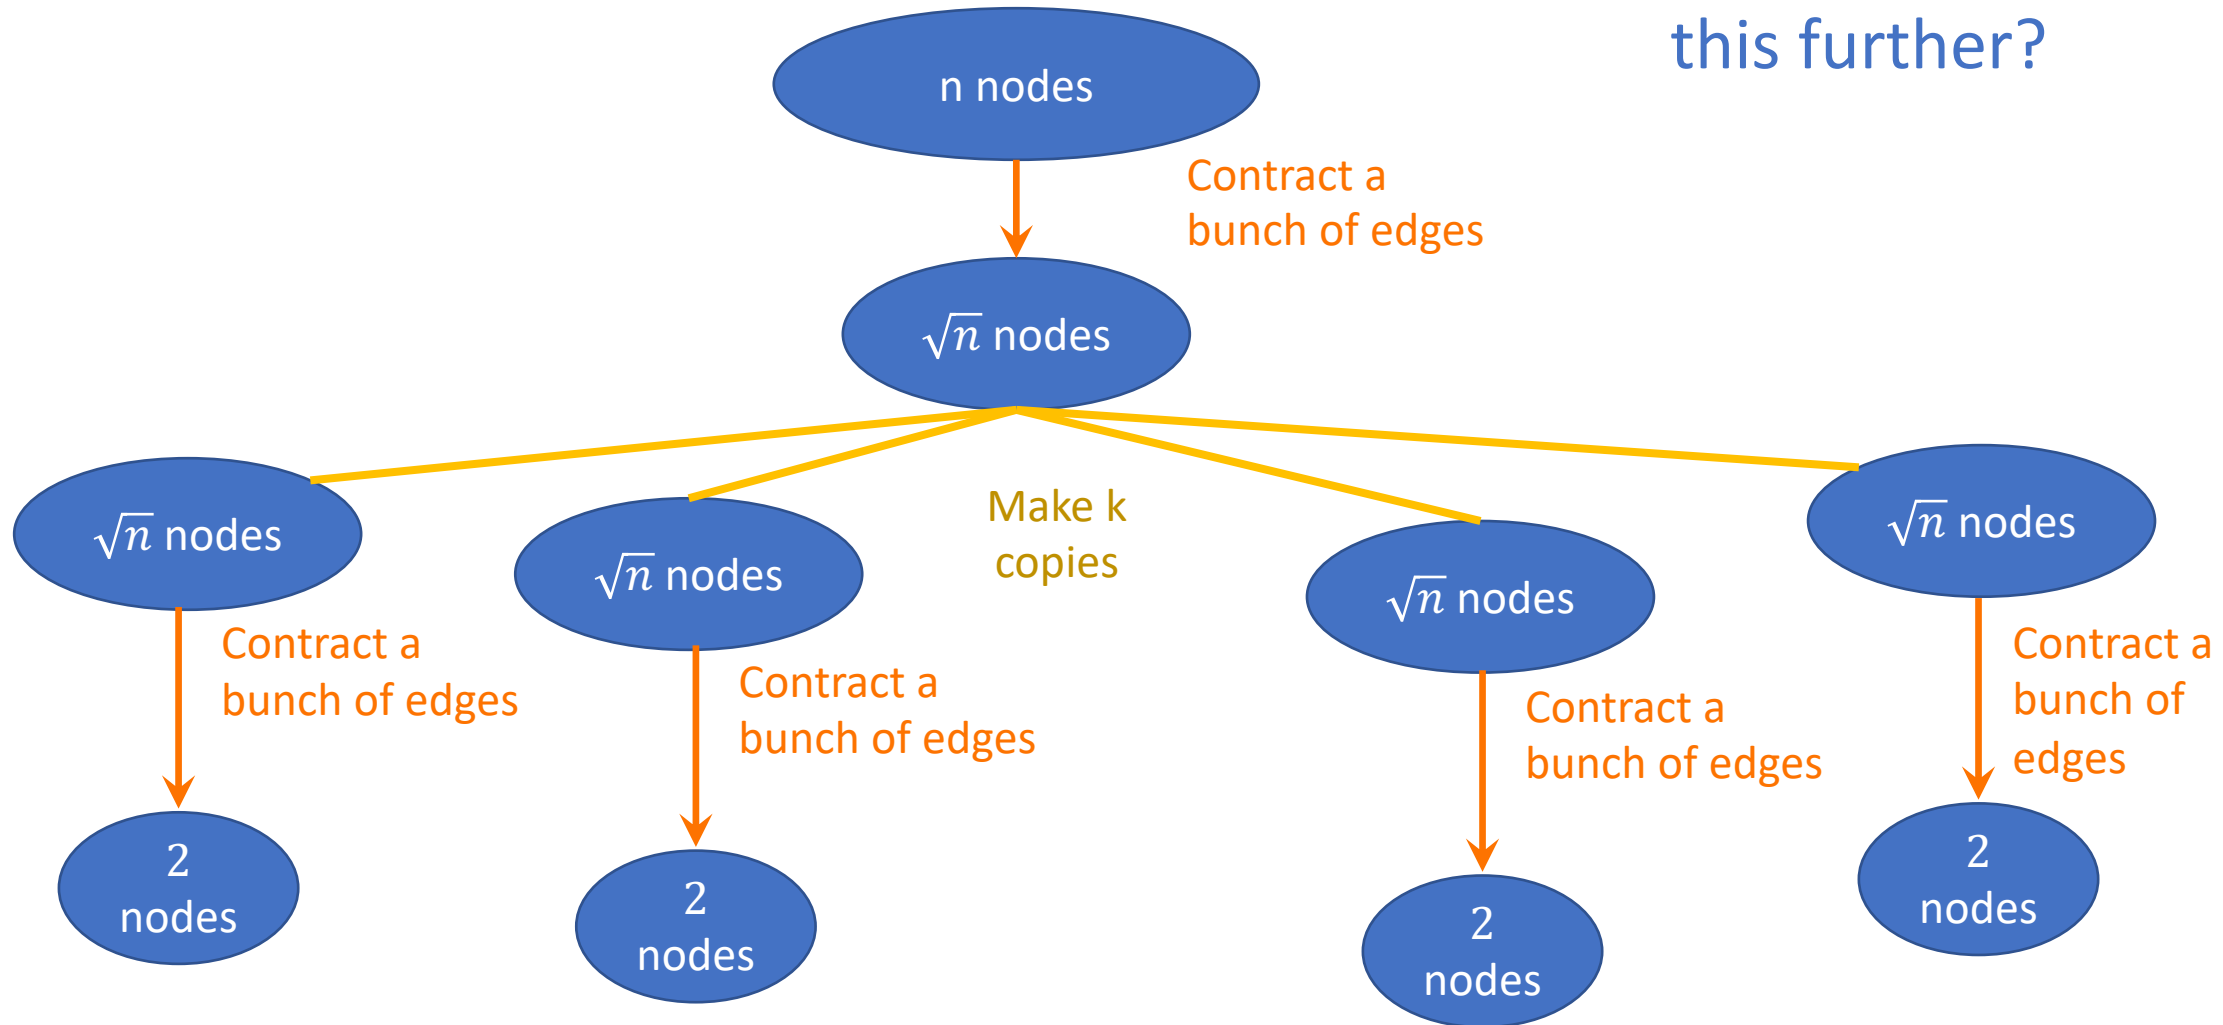 this further?
n nodes
Contract a
bunch of edges
√n nodes
√n nodes
√n nodes
Make k
copies
√n nodes
√n nodes
Contract a
bunch of edges
Contract a
bunch of edges
Contract a
bunch of edges
Contract a
bunch of
edges
2
nodes
2
nodes
2
nodes
2
nodes